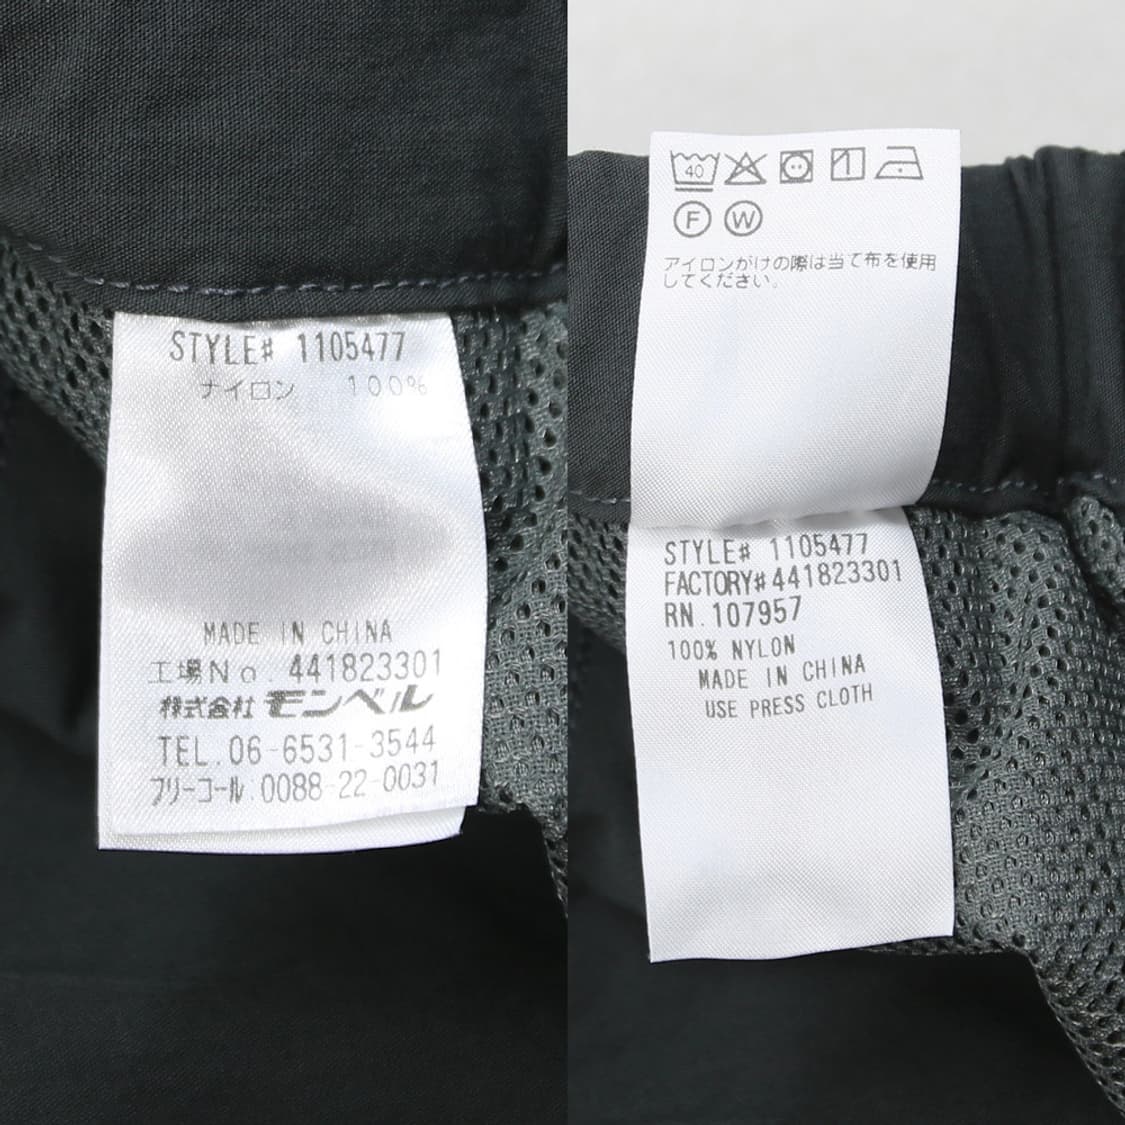 STYLE# 1105477
ナイロン 100%
MADE IN CHINA
工場No. 441823301
株式会社 モンベル
TEL.06-6531-3544
フリーコール.0088-22-0031
40
F W
アイロンがけの際は当て布を使用
してください。
STYLE# 1105477
FACTORY#441823301
RN.107957
100% NYLON
MADE IN CHINA
USE PRESS CLOTH